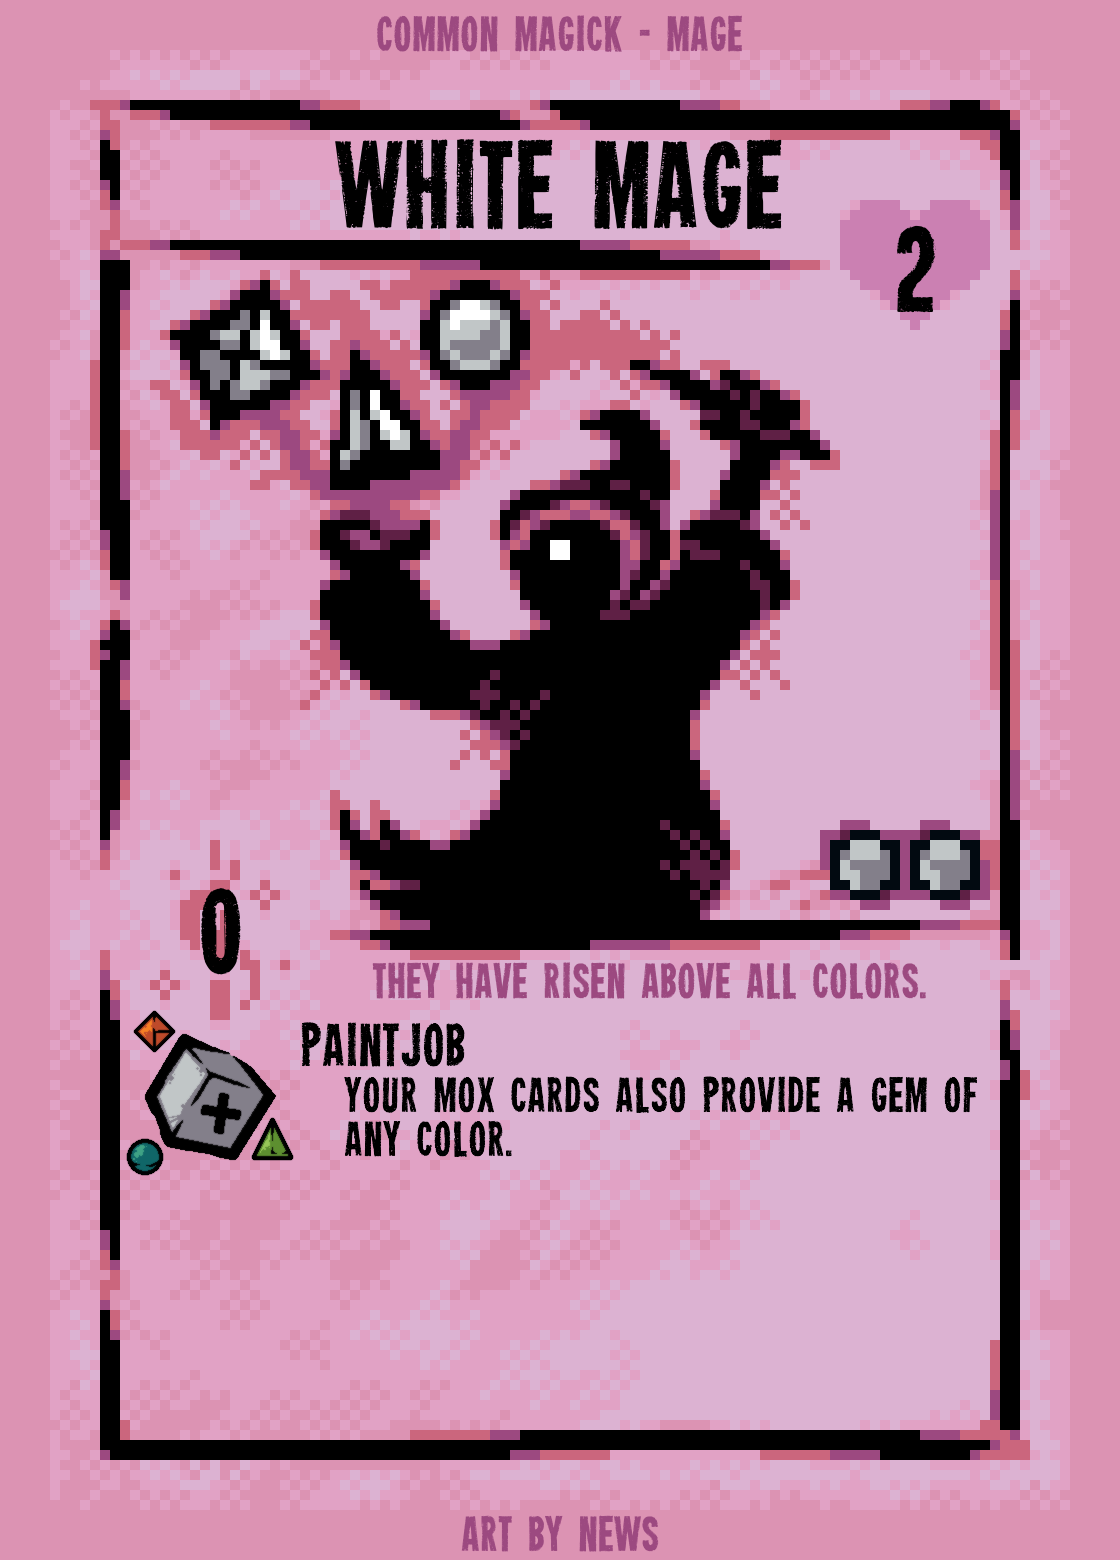 COMMON MAGICK - MAGE
WHITE MAGE
2
0
THEY HAVE RISEN ABOVE ALL COLORS.
PAINTJOB
YOUR MOX CARDS ALSO PROVIDE A GEM OF
ANY COLOR.
ART BY NEWS